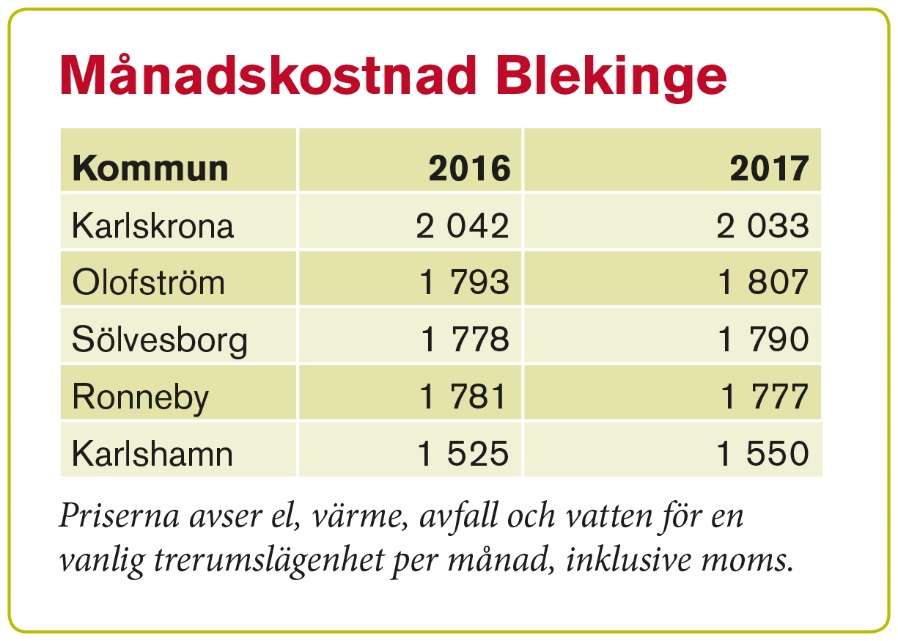 Månadskostnad Blekinge
Kommun 2016 2017
Karlskrona 2 042 2 033
Olofström 1 793 1 807
Sölvesborg 1 778 1 790
Ronneby 1 781 1 777
Karlshamn 1 525 1 550
Priserna avser el, värme, avfall och vatten för en
vanlig trerumslägenhet per månad, inklusive moms.